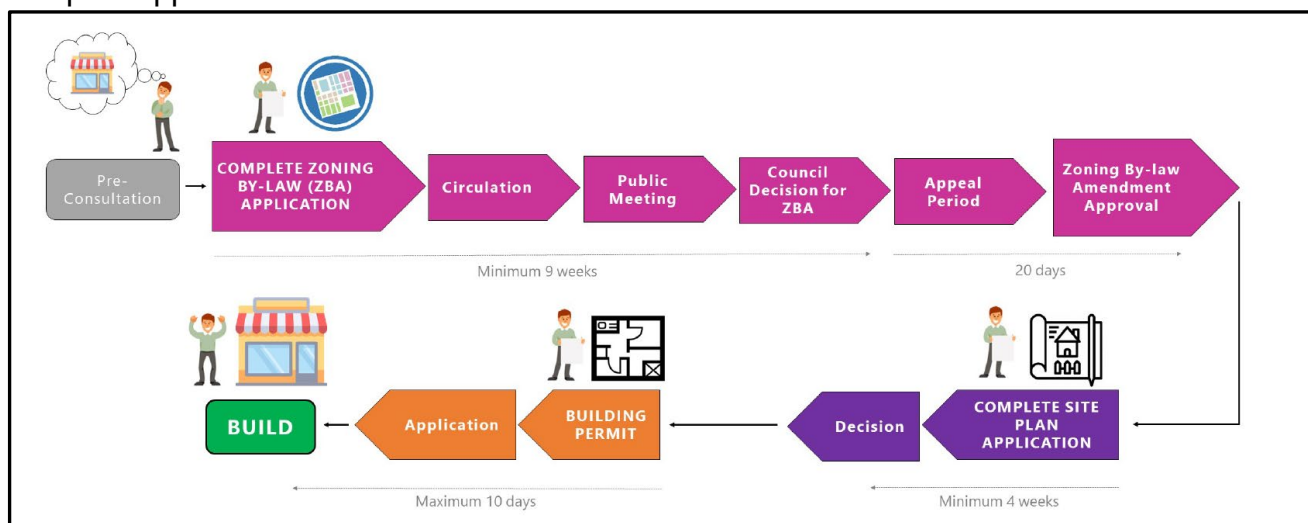 Pre-
Consultation
COMPLETE ZONING
BY-LAW (ZBA)
APPLICATION
Circulation
Public
Meeting
Council
Decision for
ZBA
Appeal
Period
Zoning By-law
Amendment
Approval
Minimum 9 weeks
20 days
BUILD
Application
BUILDING
PERMIT
Decision
COMPLETE SITE
PLAN
APPLICATION
Maximum 10 days
Minimum 4 weeks